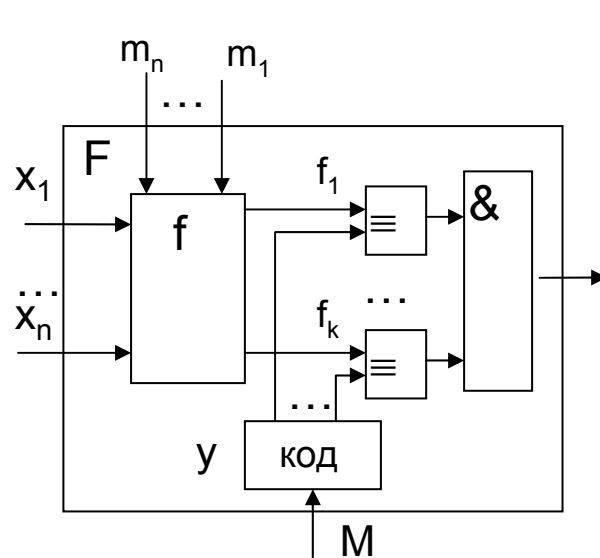 mn … m1
F
x1
f
f1
≡
&
…
xn
…
fk
≡
…
y
код
M